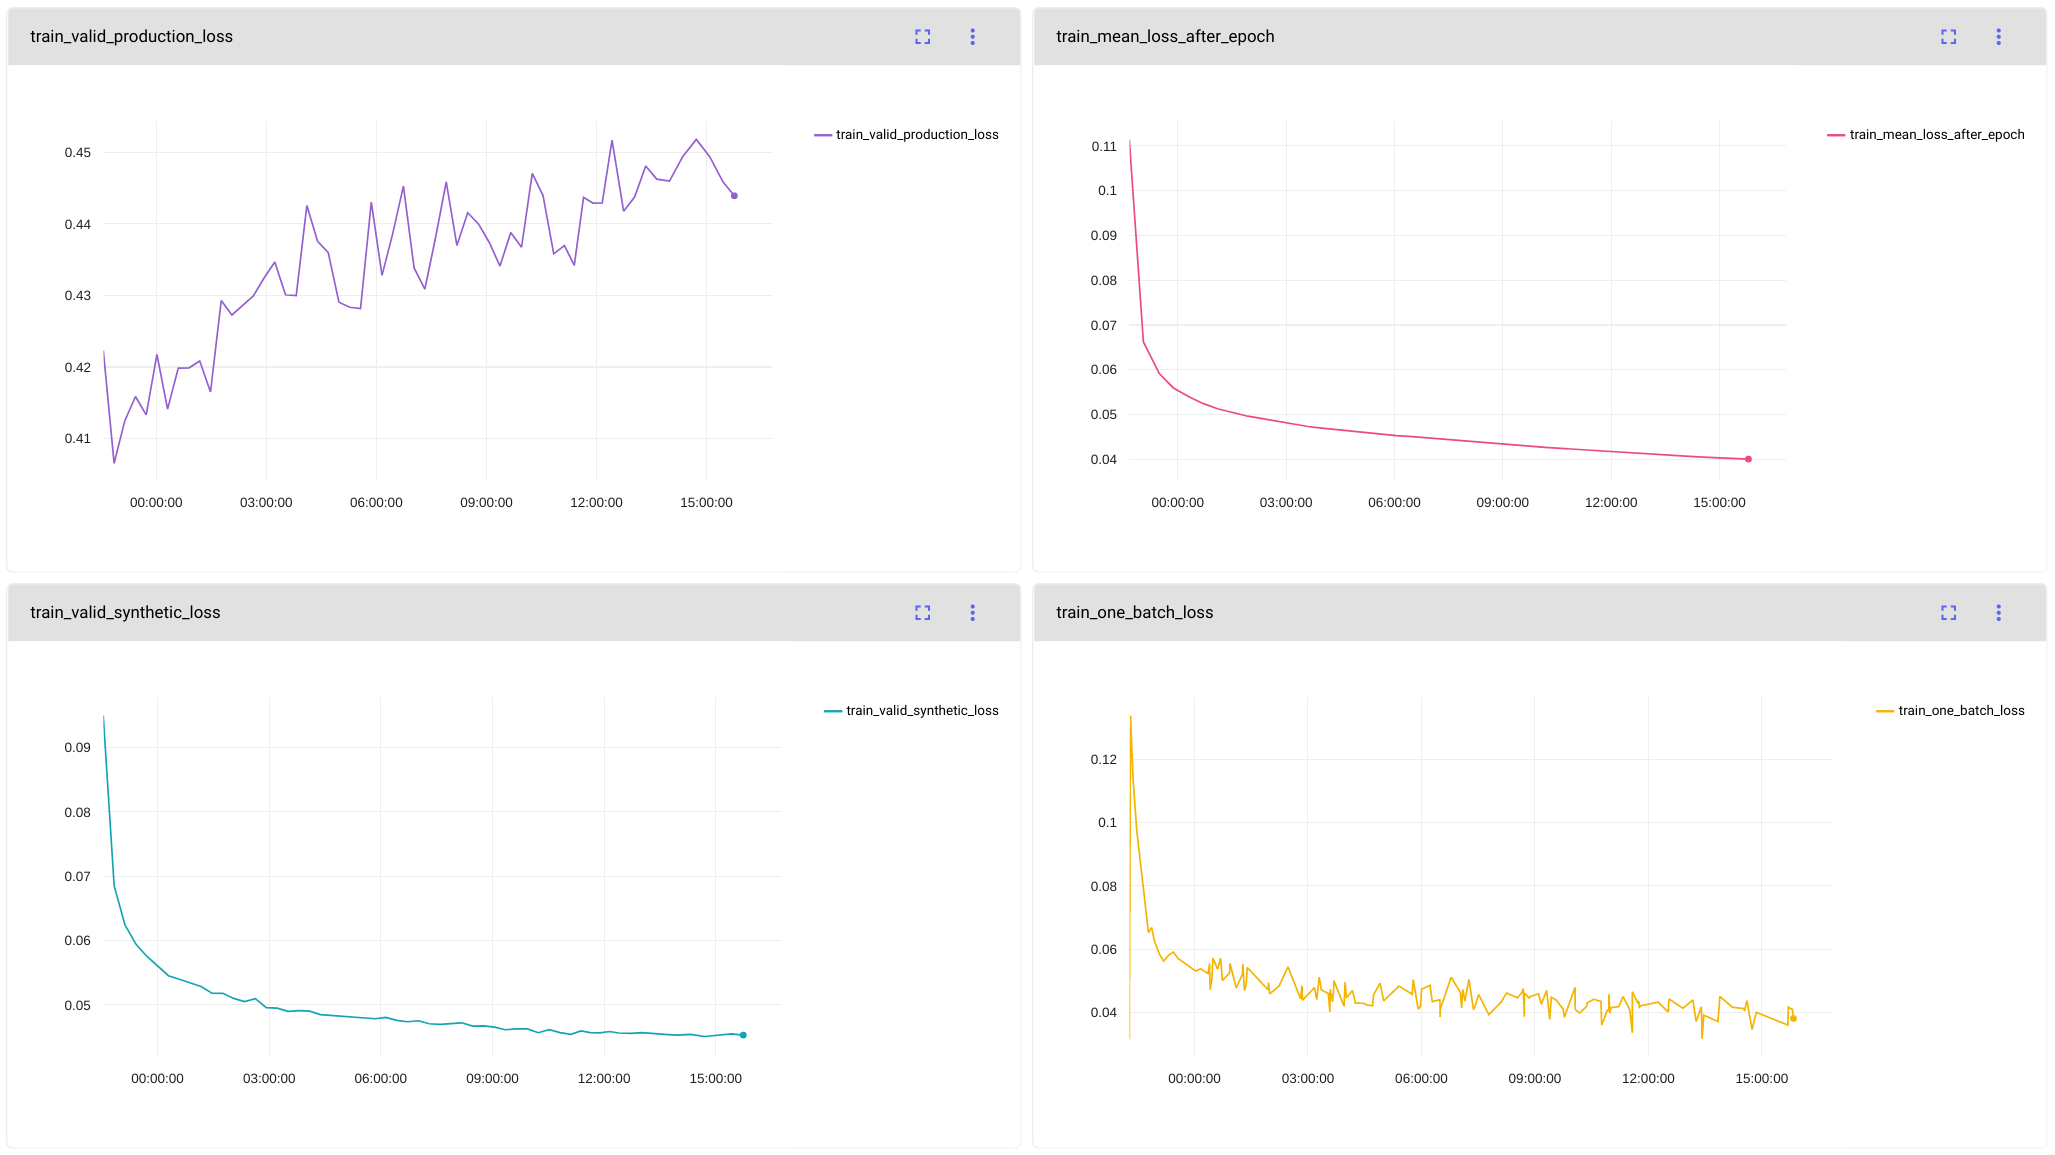 train_valid_production_loss
train_valid_production_loss
0.45
0.44
0.43
0.42
0.41
00:00:00 03:00:00 06:00:00 09:00:00 12:00:00 15:00:00
train_mean_loss_after_epoch
train_mean_loss_after_epoch
0.11
0.1
0.09
0.08
0.07
0.06
0.05
0.04
00:00:00 03:00:00 06:00:00 09:00:00 12:00:00 15:00:00
train_valid_synthetic_loss
train_valid_synthetic_loss
0.09
0.08
0.07
0.06
0.05
00:00:00 03:00:00 06:00:00 09:00:00 12:00:00 15:00:00
train_one_batch_loss
train_one_batch_loss
0.12
0.1
0.08
0.06
0.04
00:00:00 03:00:00 06:00:00 09:00:00 12:00:00 15:00:00